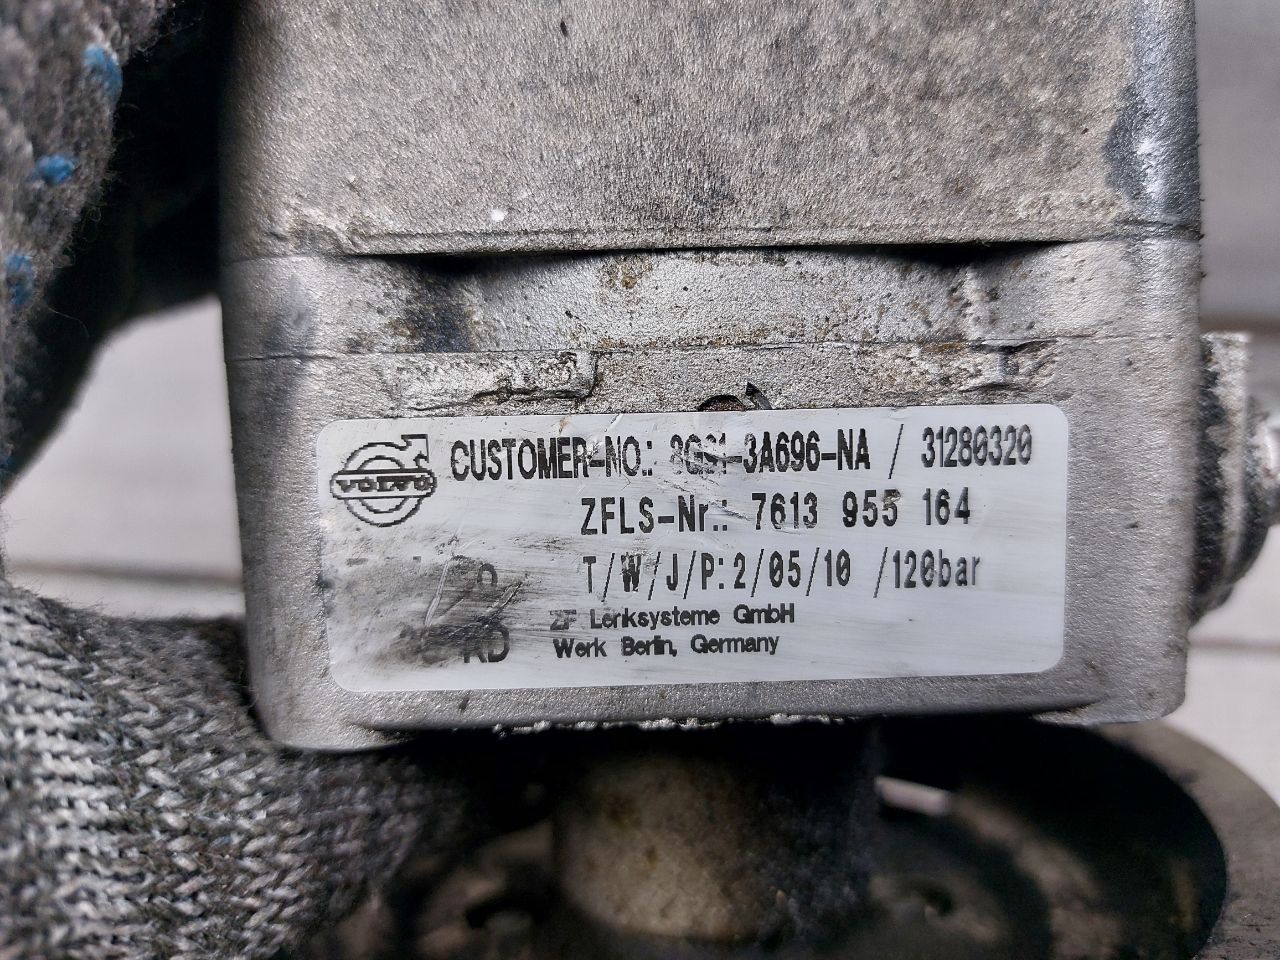 VOLVO
CUSTOMER-NO.: 8G91-3A696-NA / 31280320
ZFLS-Nr.: 7613 955 164
T/W/J/P: 2/05/10 /120bar
ZF Lenksysteme GmbH
Werk Berlin, Germany